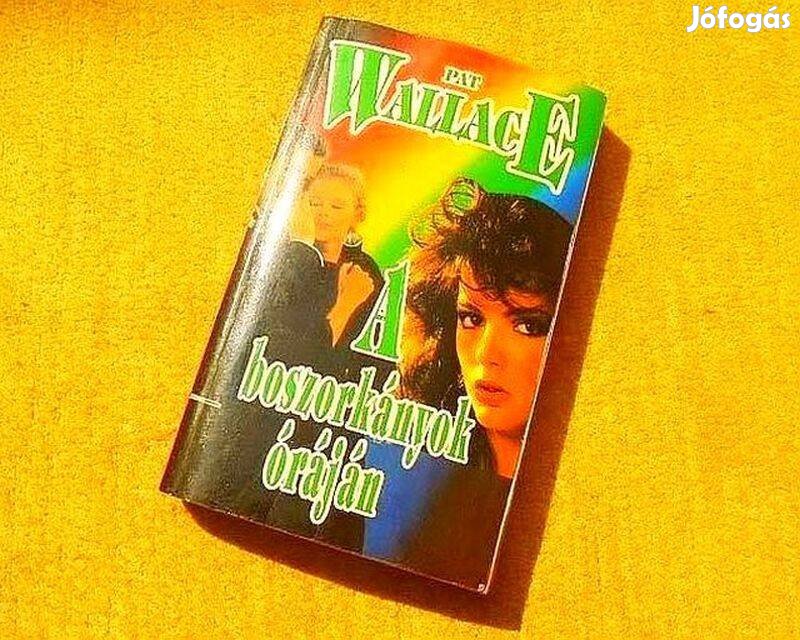 Jófogás
PAT
WALLACE
A
boszorkányok
óráján